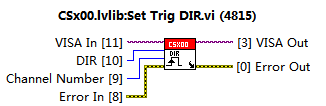 CSx00.lvlib:Set Trig DIR.vi (4815)
VISA In [11] [3] VISA Out
DIR [10]
Channel Number [9]
Error In [8] [0] Error Out
CSX00
DIR